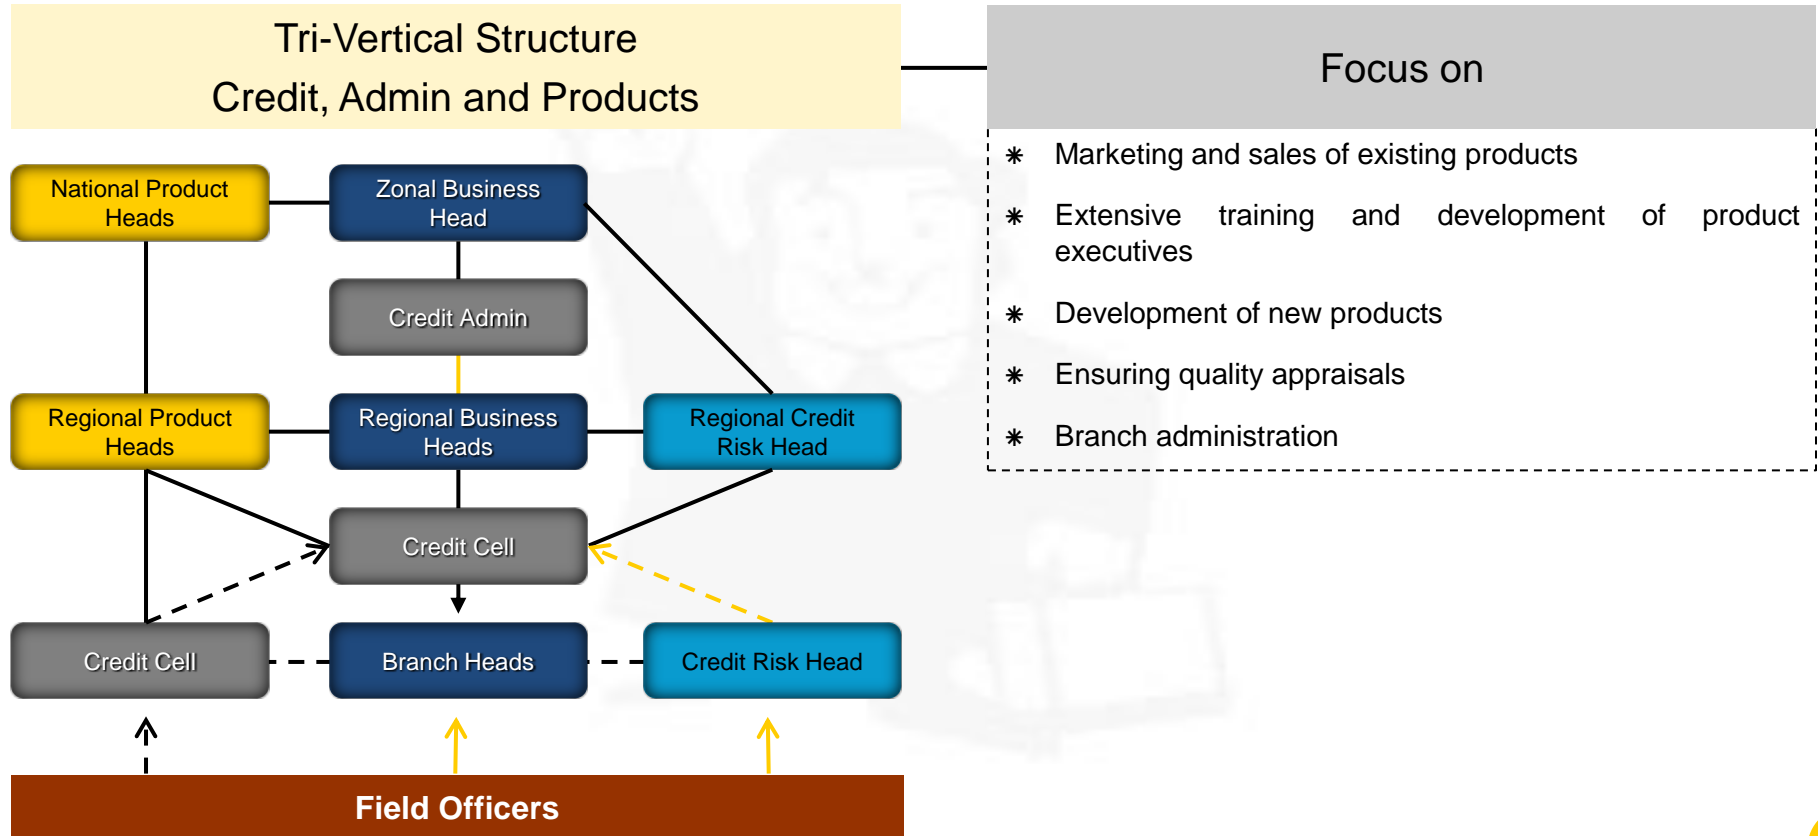 Tri-Vertical Structure
Credit, Admin and Products
Focus on
National Product
Heads
Zonal Business
Head
Credit Admin
Regional Product
Heads
Regional Business
Heads
Regional Credit
Risk Head
Credit Cell
Credit Cell
Branch Heads
Credit Risk Head
Field Officers
Marketing and sales of existing products
Extensive training and development of product
executives
Development of new products
Ensuring quality appraisals
Branch administration